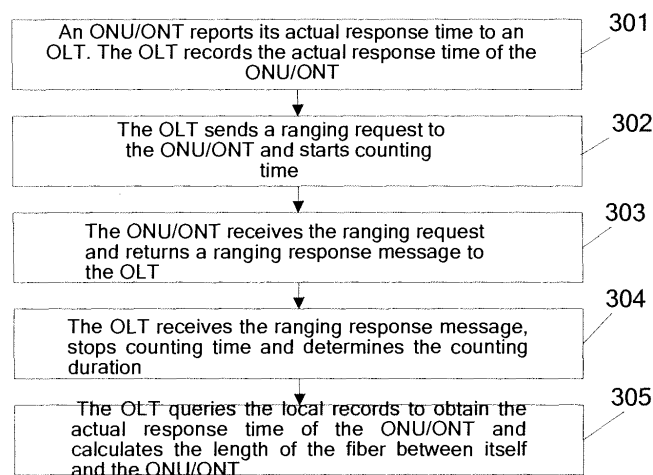 An ONU/ONT reports its actual response time to an
OLT. The OLT records the actual response time of the
ONU/ONT
301
The OLT sends a ranging request to
the ONU/ONT and starts counting
time
302
The ONU/ONT receives the ranging request
and returns a ranging response message to
the OLT
303
The OLT receives the ranging response message,
stops counting time and determines the counting
duration
304
The OLT queries the local records to obtain the
actual response time of the ONU/ONT and
calculates the length of the fiber between itself
and the ONU/ONT
305